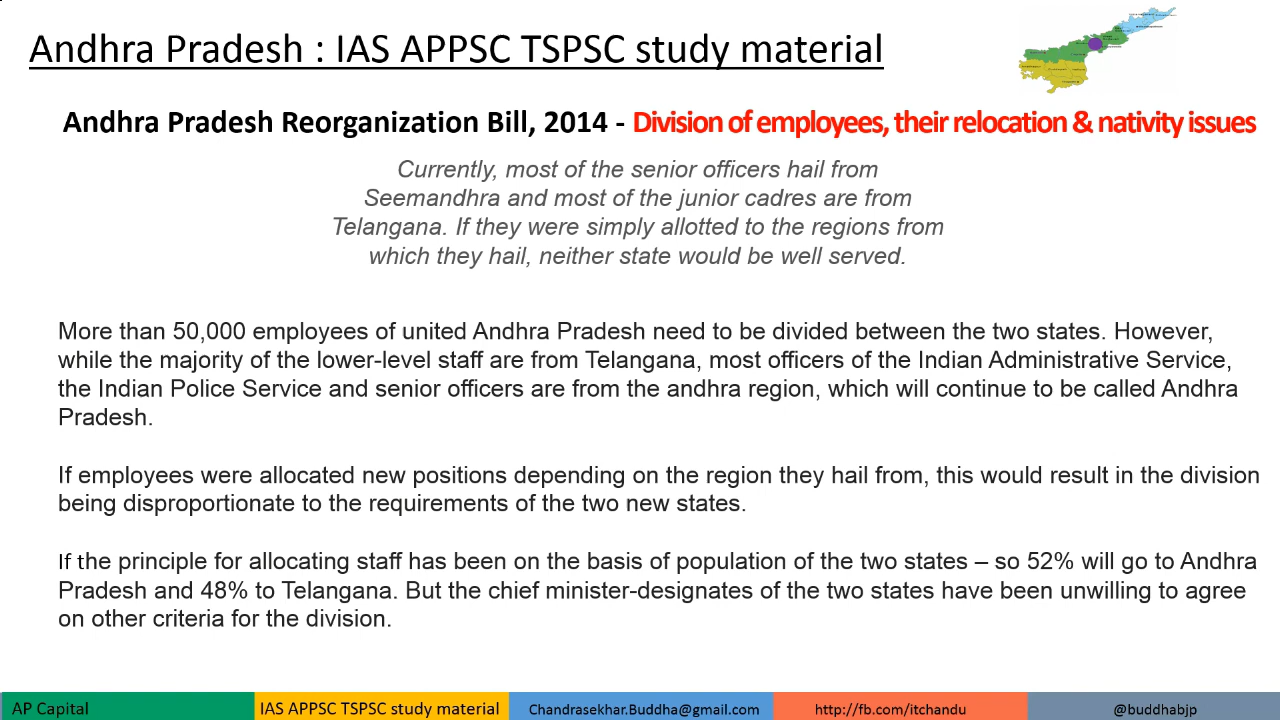 Andhra Pradesh : IAS APPSC TSPSC study material
Andhra Pradesh Reorganization Bill, 2014 - Division of employees, their relocation & nativity issues
Currently, most of the senior officers hail from
Seemandhra and most of the junior cadres are from
Telangana. If they were simply allotted to the regions from
which they hail, neither state would be well served.
More than 50,000 employees of united Andhra Pradesh need to be divided between the two states. However,
while the majority of the lower-level staff are from Telangana, most officers of the Indian Administrative Service,
the Indian Police Service and senior officers are from the andhra region, which will continue to be called Andhra
Pradesh.
If employees were allocated new positions depending on the region they hail from, this would result in the division
being disproportionate to the requirements of the two new states.
If the principle for allocating staff has been on the basis of population of the two states – so 52% will go to Andhra
Pradesh and 48% to Telangana. But the chief minister-designates of the two states have been unwilling to agree
on other criteria for the division.
AP Capital
IAS APPSC TSPSC study material
Chandrasekhar.Buddha@gmail.com
http://fb.com/itchandu
@buddhabjp